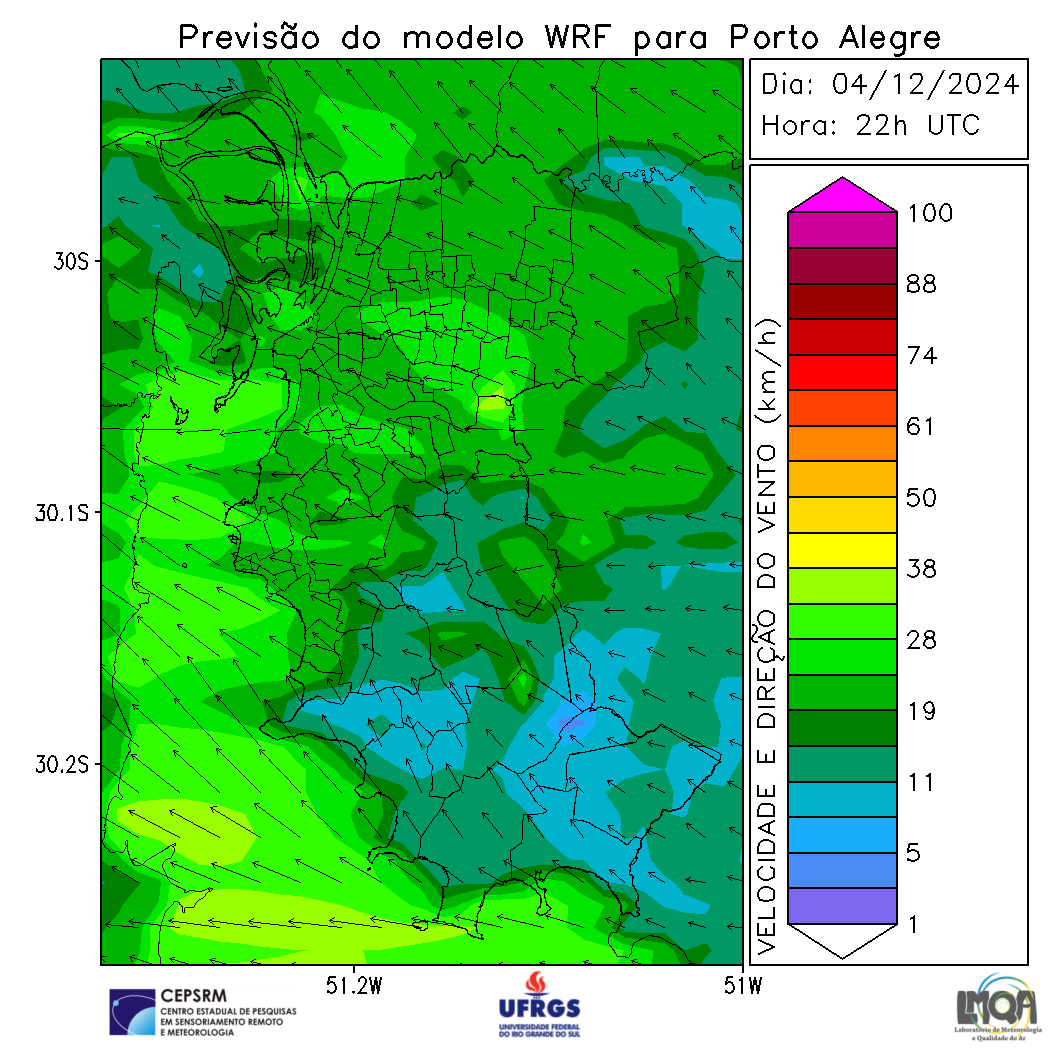 Previsão do modelo WRF para Porto Alegre
Dia: 04/12/2024
Hora: 22h UTC
30S
30.1S
30.2S
51.2W
51W
VELOCIDADE E DIREÇÃO DO VENTO (km/h)
100
88
74
61
50
38
28
19
11
5
1
CEPSRM
CENTRO ESTADUAL DE PESQUISAS
EM SENSORIAMENTO REMOTO
E METEOROLOGIA
UFRGS
UNIVERSIDADE FEDERAL
DO RIO GRANDE DO SUL
LMQA
Laboratório de Meteorologia
e Qualidade do Ar